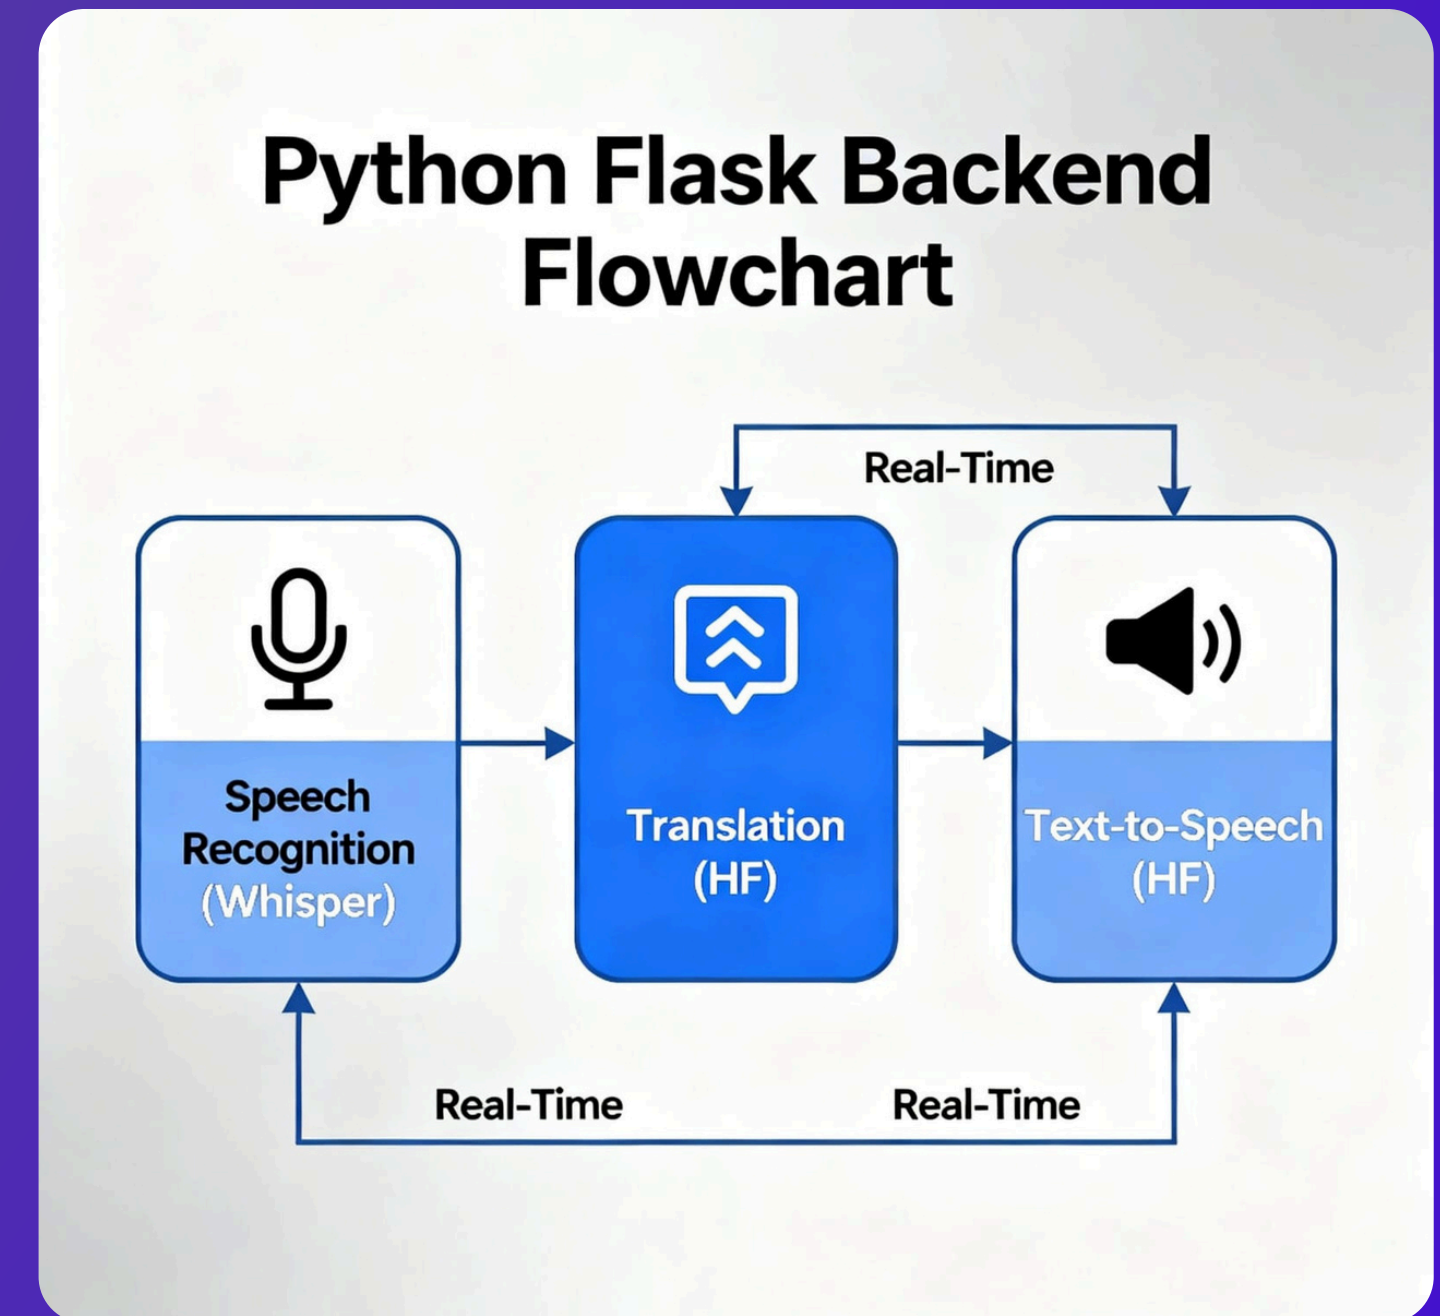 Python Flask Backend
Flowchart
Real-Time
Speech
Recognition
(Whisper)
Translation
(HF)
Text-to-Speech
(HF)
Real-Time
Real-Time